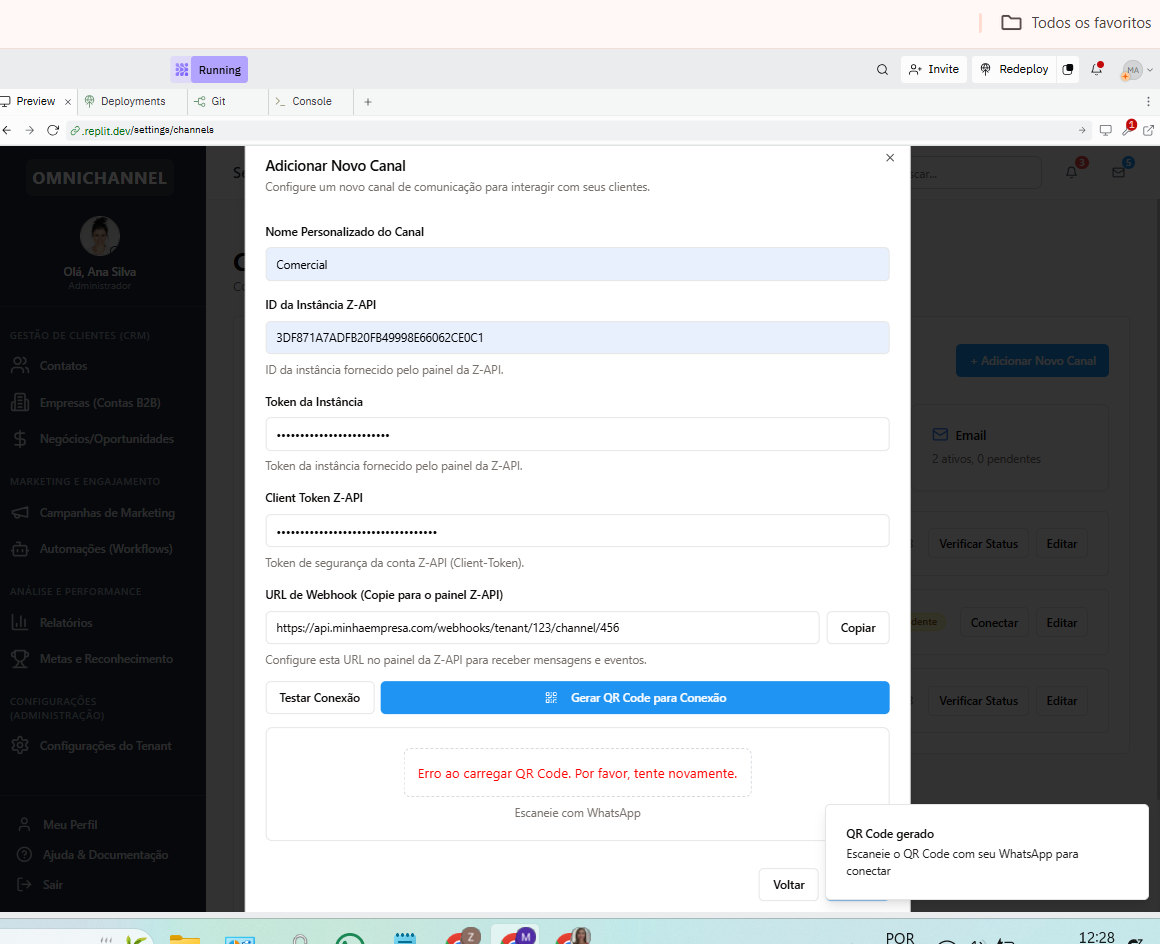 Todos os favoritos
Running
Invite
Redeploy
MA
Preview
Deployments
Git
Console
.replit.dev/settings/channels
1
OMNICHANNEL
Olá, Ana Silva
Administrador
GESTÃO DE CLIENTES (CRM)
Contatos
Empresas (Contas B2B)
Negócios/Oportunidades
MARKETING E ENGAJAMENTO
Campanhas de Marketing
Automações (Workflows)
ANÁLISE E PERFORMANCE
Relatórios
Metas e Reconhecimento
CONFIGURAÇÕES
(ADMINISTRAÇÃO)
Configurações do Tenant
Meu Perfil
Ajuda & Documentação
Sair
Adicionar Novo Canal
Configure um novo canal de comunicação para interagir com seus clientes.
Nome Personalizado do Canal
Comercial
ID da Instância Z-API
3DF871A7ADFB20FB49998E66062CE0C1
ID da instância fornecido pelo painel da Z-API.
Token da Instância
••••••••••••••••••••••••
Token da instância fornecido pelo painel da Z-API.
Client Token Z-API
••••••••••••••••••••••••••••••••••
Token de segurança da conta Z-API (Client-Token).
URL de Webhook (Copie para o painel Z-API)
https://api.minhaempresa.com/webhooks/tenant/123/channel/456
Copiar
Configure esta URL no painel da Z-API para receber mensagens e eventos.
Testar Conexão
Gerar QR Code para Conexão
Erro ao carregar QR Code. Por favor, tente novamente.
Escaneie com WhatsApp
Voltar
scar...
3
5
+ Adicionar Novo Canal
Email
2 ativos, 0 pendentes
Verificar Status
Editar
dente
Conectar
Editar
Verificar Status
Editar
QR Code gerado
Escaneie o QR Code com seu WhatsApp para
conectar
Z
M
POR
12:28